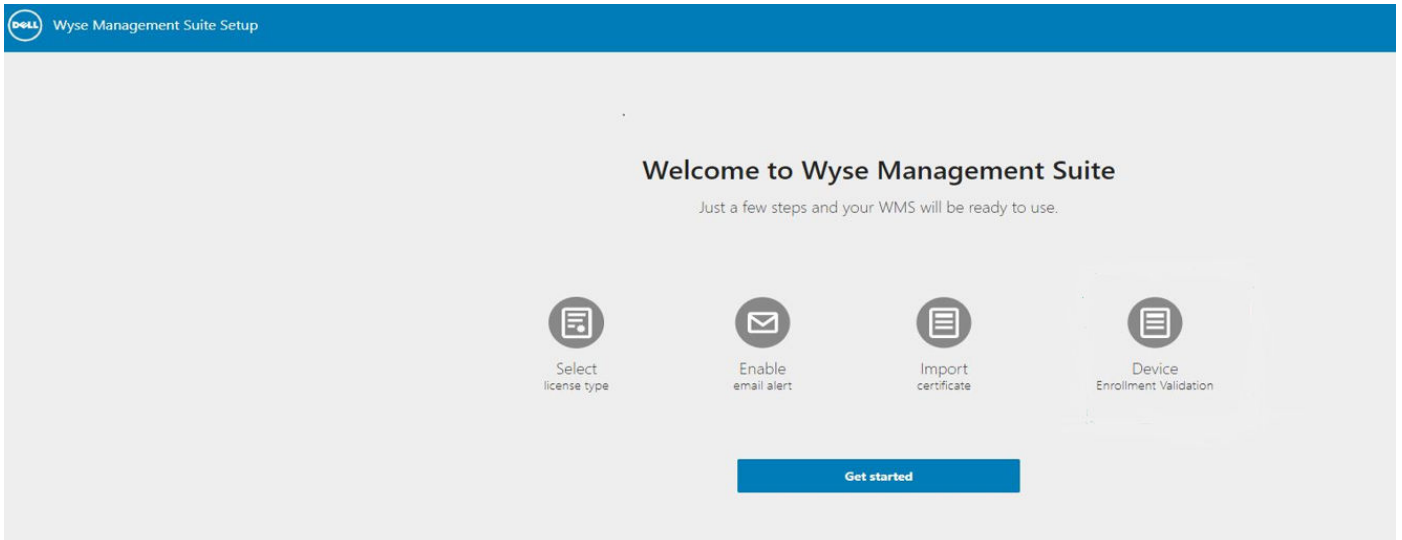 DELL
Wyse Management Suite Setup
Welcome to Wyse Management Suite
Just a few steps and your WMS will be ready to use.
Select
license type
Enable
email alert
Import
certificate
Device
Enrollment Validation
Get started